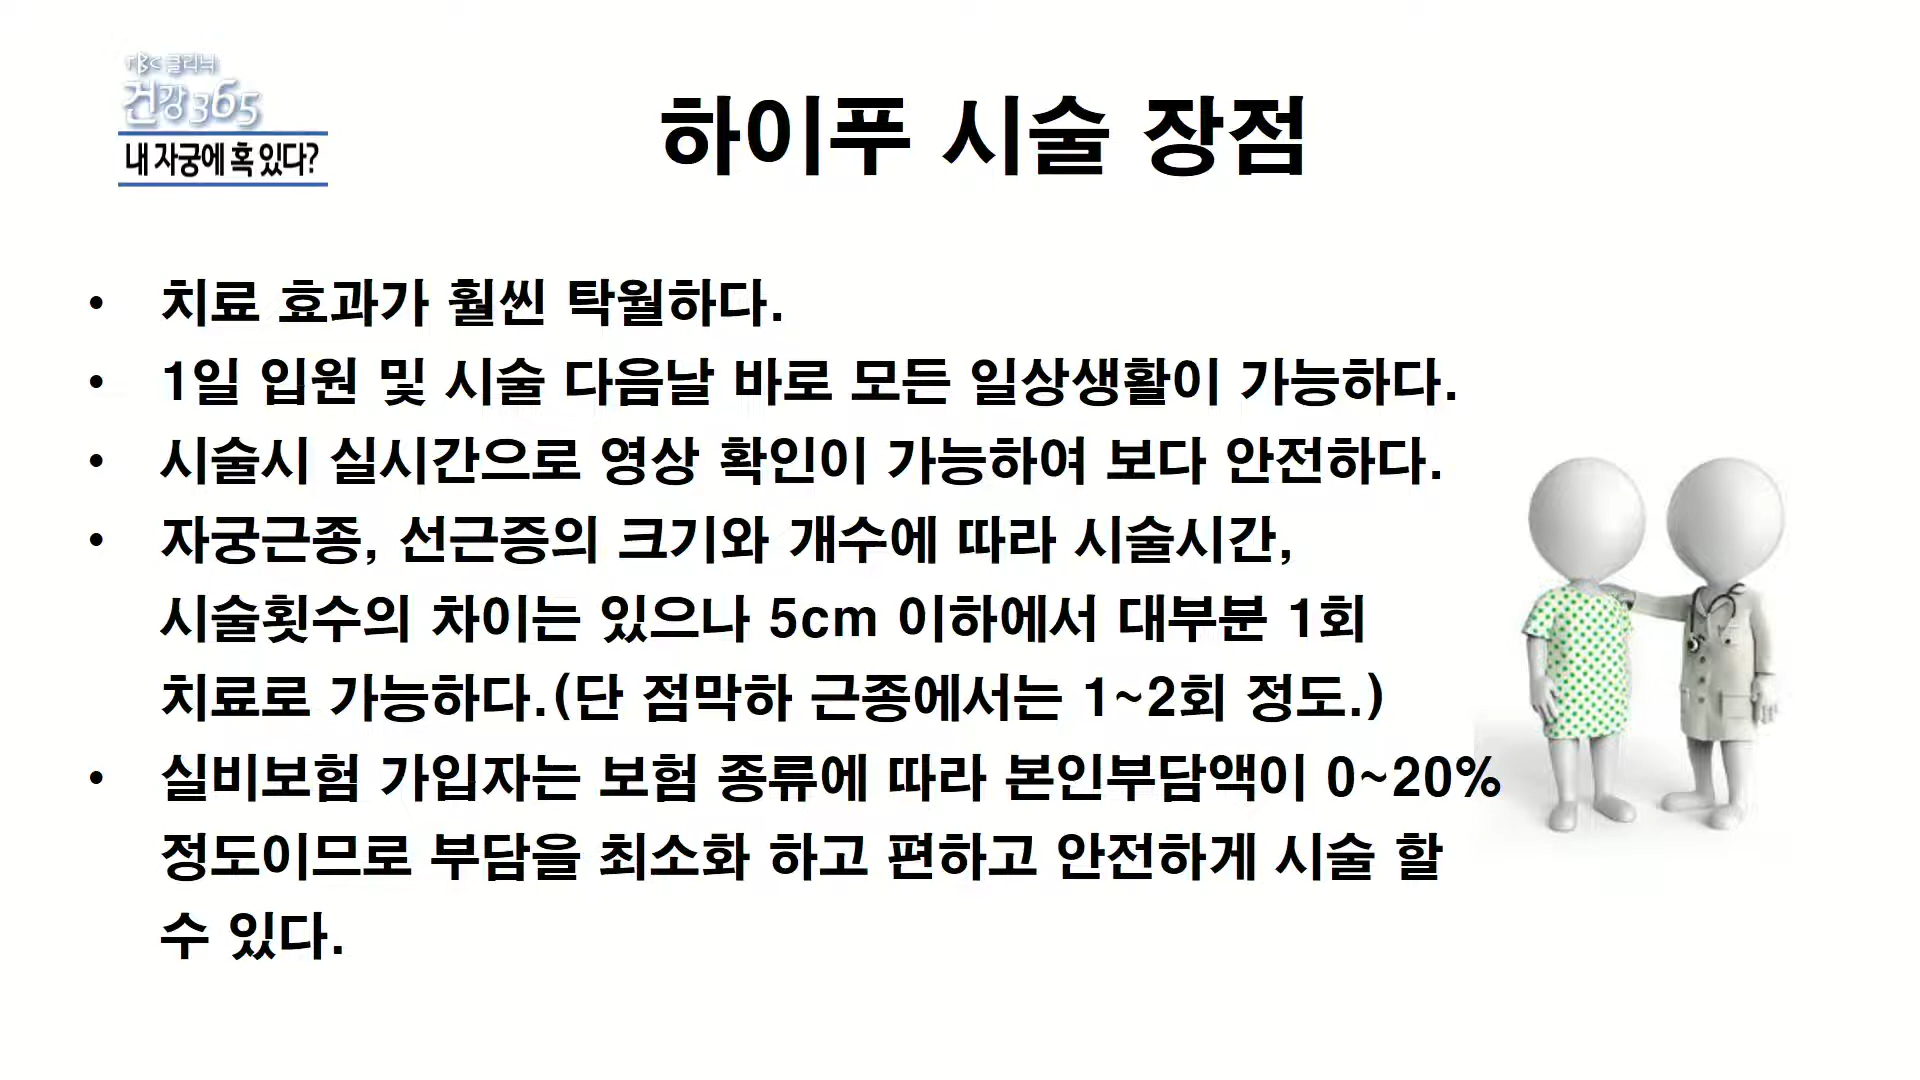 TBC 클리닉
건강365
내 자궁에 혹 있다?
하이푸 시술 장점
• 치료 효과가 훨씬 탁월하다.
• 1일 입원 및 시술 다음날 바로 모든 일상생활이 가능하다.
• 시술시 실시간으로 영상 확인이 가능하여 보다 안전하다.
• 자궁근종, 선근증의 크기와 개수에 따라 시술시간,
시술횟수의 차이는 있으나 5cm 이하에서 대부분 1회
치료로 가능하다.(단 점막하 근종에서는 1~2회 정도.)
• 실비보험 가입자는 보험 종류에 따라 본인부담액이 0~20%
정도이므로 부담을 최소화 하고 편하고 안전하게 시술 할
수 있다.